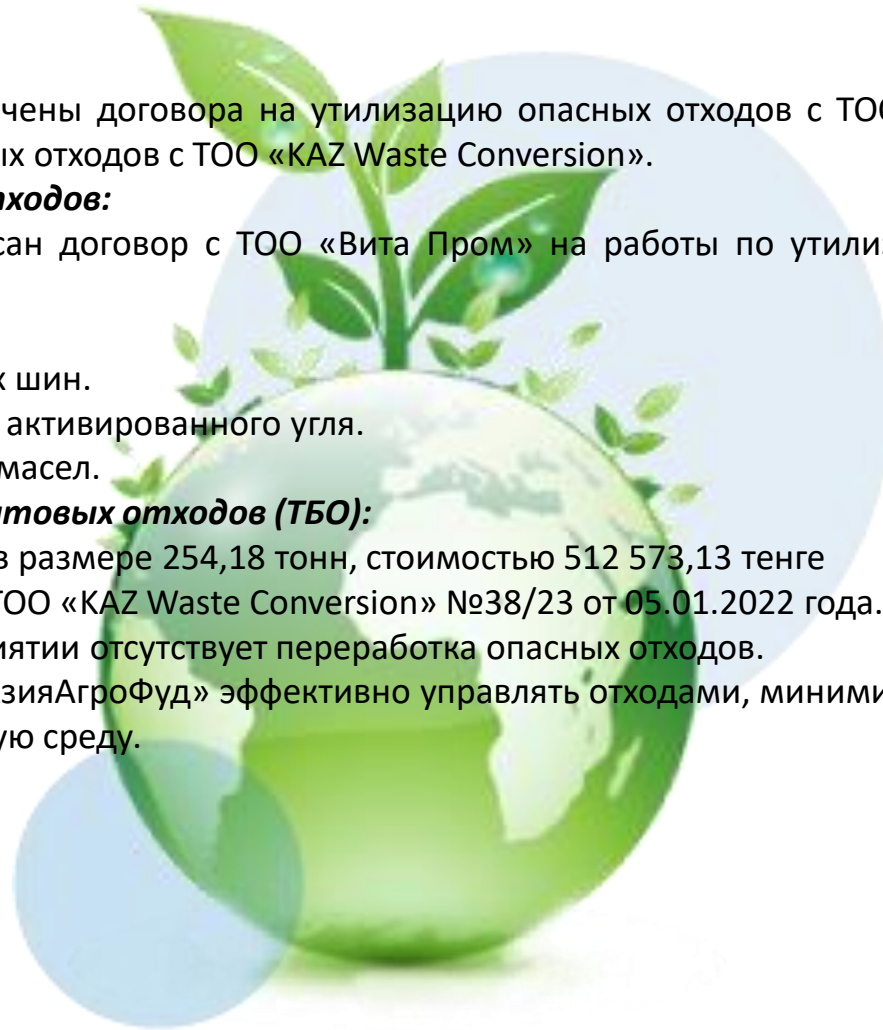 чены договора на утилизацию опасных отходов с ТОО
ых отходов с ТОО «KAZ Waste Conversion».
тходов:
сан договор с ТОО «Вита Пром» на работы по утилиз
х шин.
активированного угля.
масел.
товых отходов (ТБО):
в размере 254,18 тонн, стоимостью 512 573,13 тенге
ТОО «KAZ Waste Conversion» №38/23 от 05.01.2022 года.
иятии отсутствует переработка опасных отходов.
зияАгроФуд» эффективно управлять отходами, миними
ую среду.